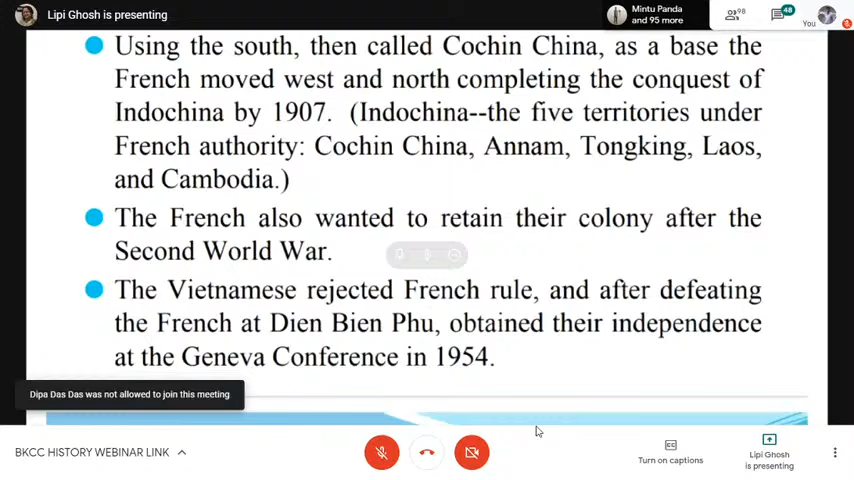 Lipi Ghosh is presenting
Mintu Panda
and 95 more
98
48
You
Using the south, then called Cochin China, as a base the
French moved west and north completing the conquest of
Indochina by 1907. (Indochina--the five territories under
French authority: Cochin China, Annam, Tongking, Laos,
and Cambodia.)
The French also wanted to retain their colony after the
Second World War.
The Vietnamese rejected French rule, and after defeating
the French at Dien Bien Phu, obtained their independence
at the Geneva Conference in 1954.
Dipa Das Das was not allowed to join this meeting
BKCC HISTORY WEBINAR LINK
Turn on captions
Lipi Ghosh
is presenting